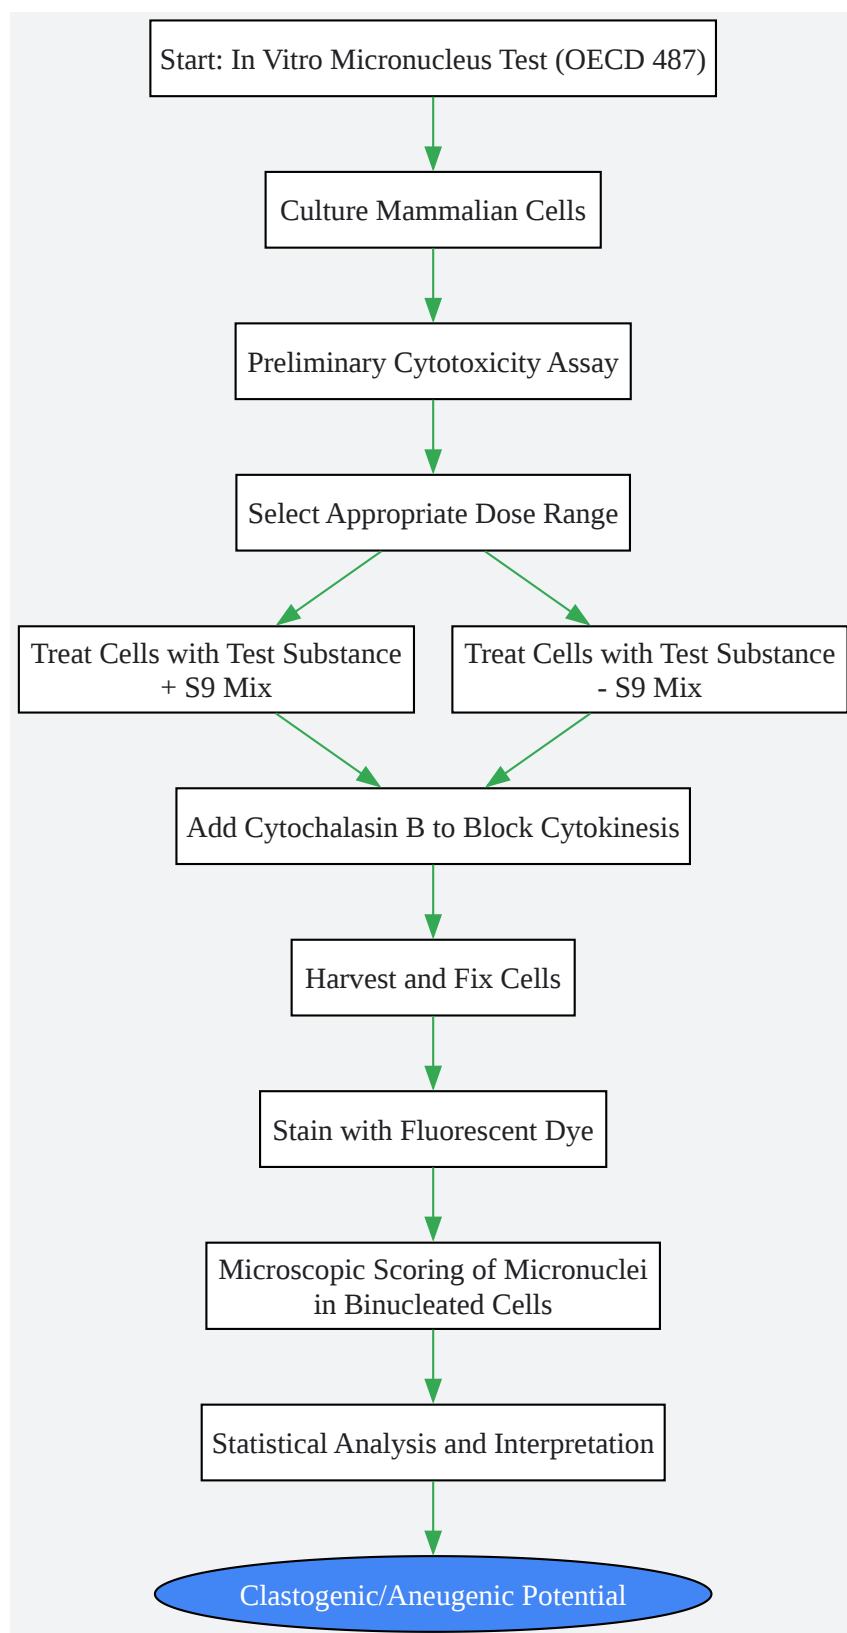 Start: In Vitro Micronucleus Test (OECD 487)
Culture Mammalian Cells
Preliminary Cytotoxicity Assay
Select Appropriate Dose Range
Treat Cells with Test Substance
+ S9 Mix
Treat Cells with Test Substance
- S9 Mix
Add Cytochalasin B to Block Cytokinesis
Harvest and Fix Cells
Stain with Fluorescent Dye
Microscopic Scoring of Micronuclei
in Binucleated Cells
Statistical Analysis and Interpretation
Clastogenic/Aneugenic Potential